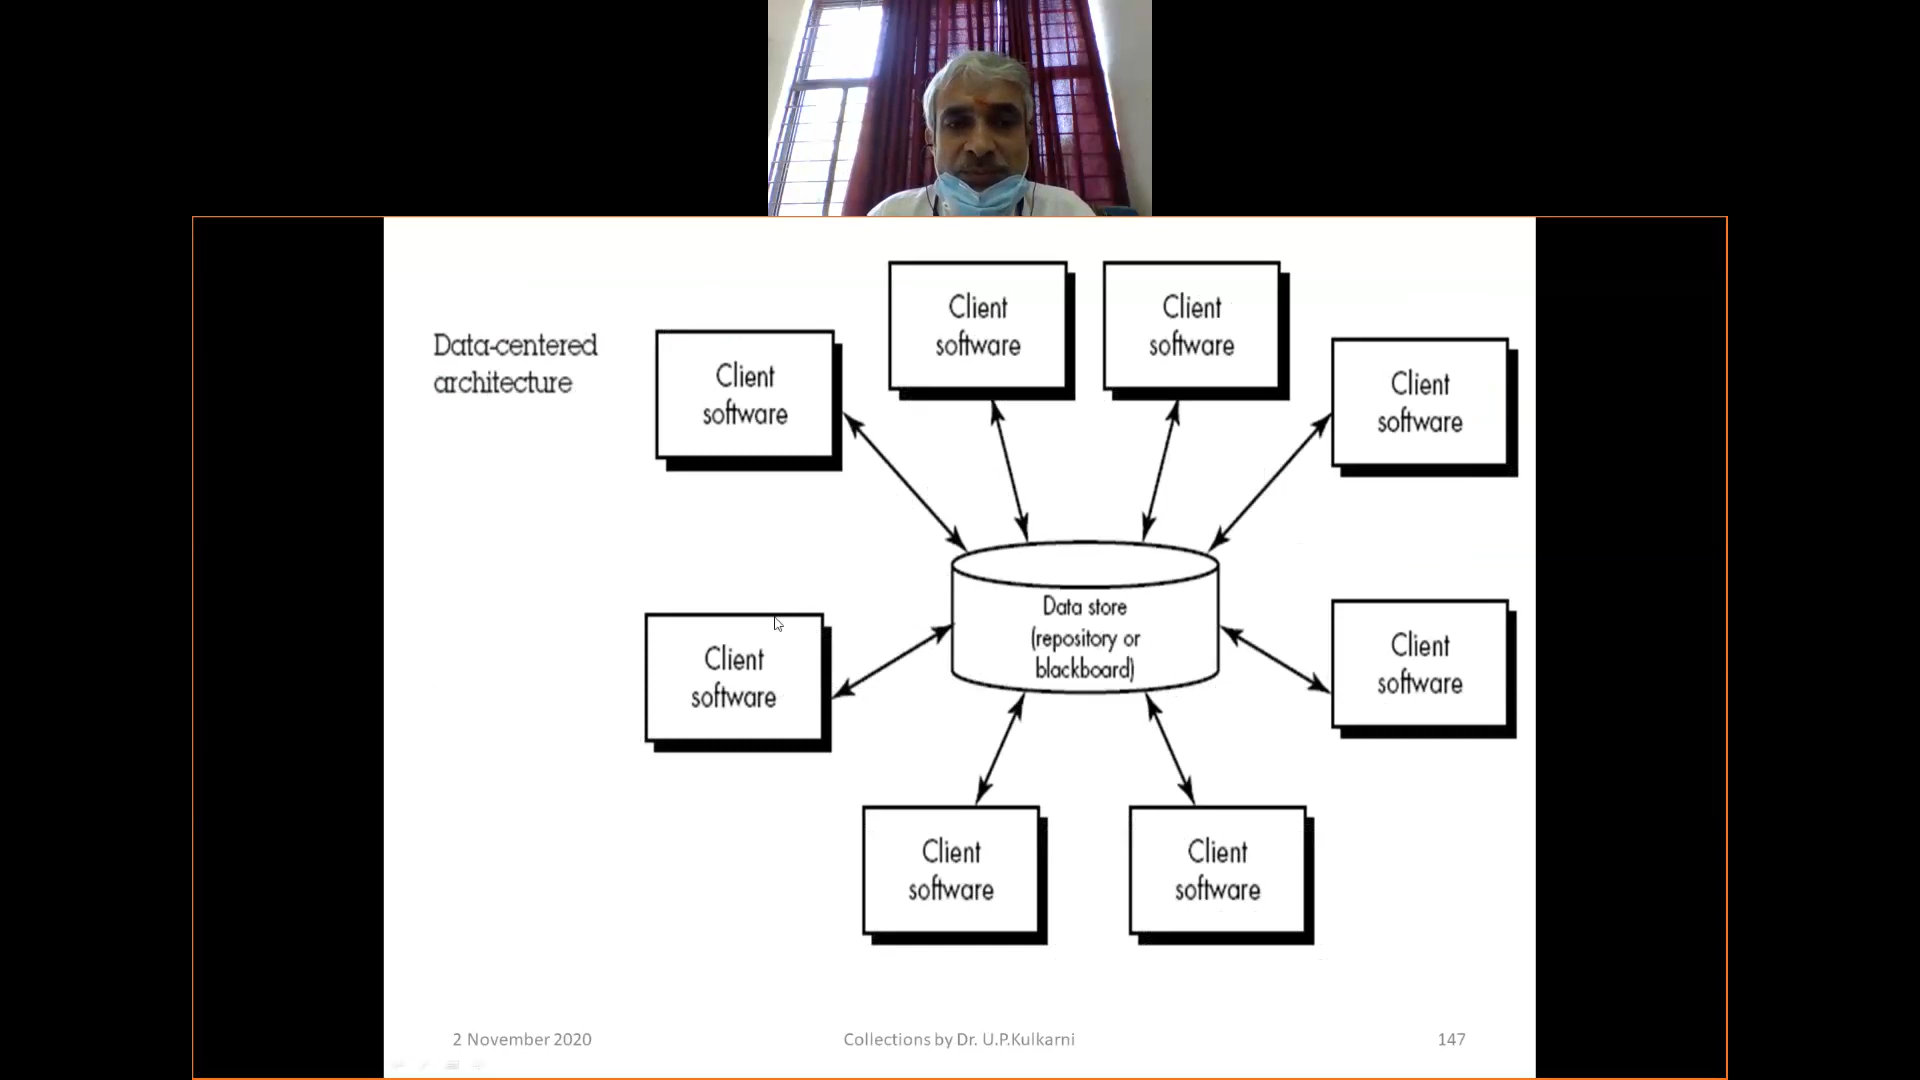 Data-centered
architecture
Client
software
Client
software
Client
software
Client
software
Client
software
Data store
(repository or
blackboard)
Client
software
Client
software
Client
software
2 November 2020
Collections by Dr. U.P.Kulkarni
147